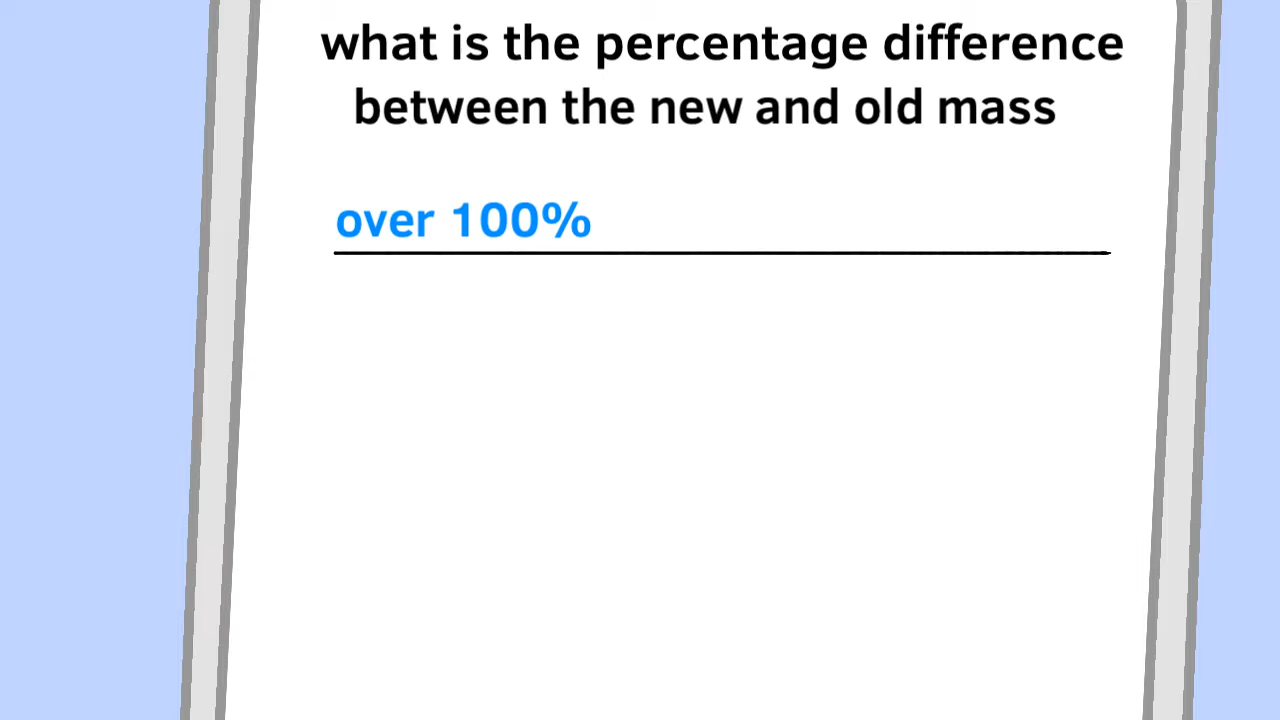 what is the percentage difference
between the new and old mass
over 100%